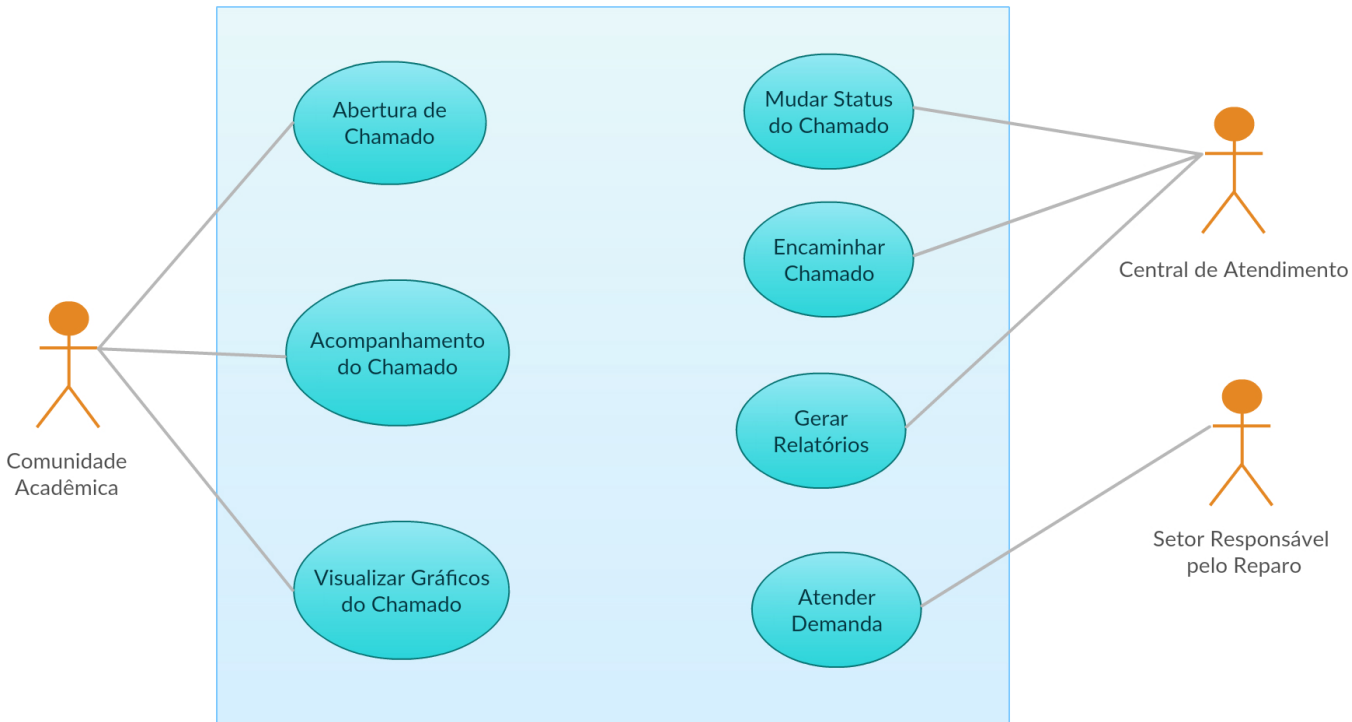 Abertura de
Chamado
Acompanhamento
do Chamado
Visualizar Gráficos
do Chamado
Mudar Status
do Chamado
Encaminhar
Chamado
Gerar
Relatórios
Atender
Demanda
Comunidade
Acadêmica
Central de Atendimento
Setor Responsável
pelo Reparo